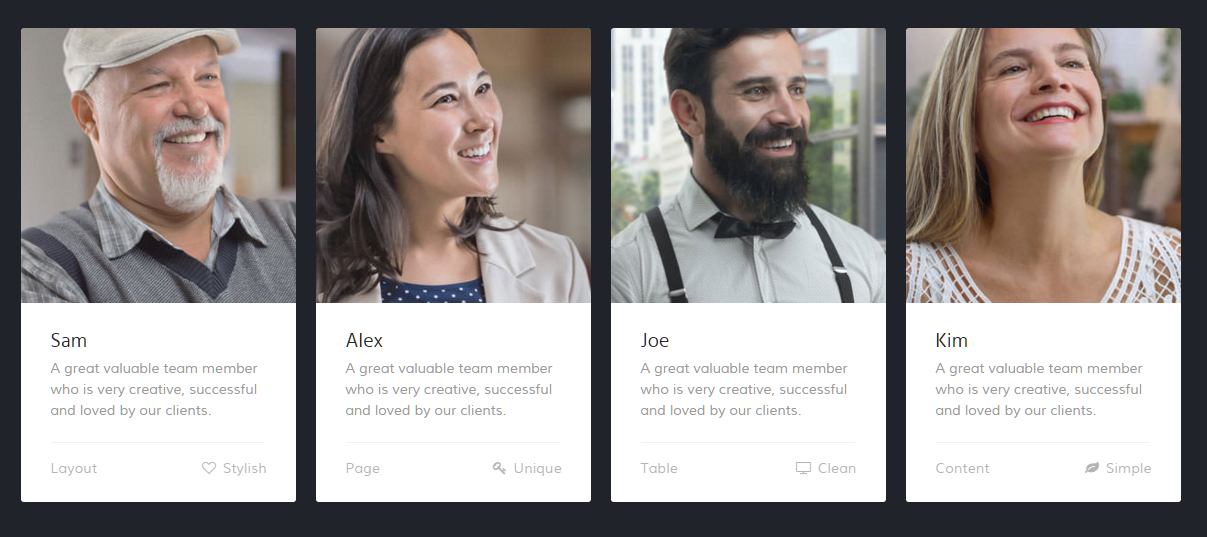 Sam
A great valuable team member
who is very creative, successful
and loved by our clients.
Layout
Stylish
Alex
A great valuable team member
who is very creative, successful
and loved by our clients.
Page
Unique
Joe
A great valuable team member
who is very creative, successful
and loved by our clients.
Table
Clean
Kim
A great valuable team member
who is very creative, successful
and loved by our clients.
Content
Simple